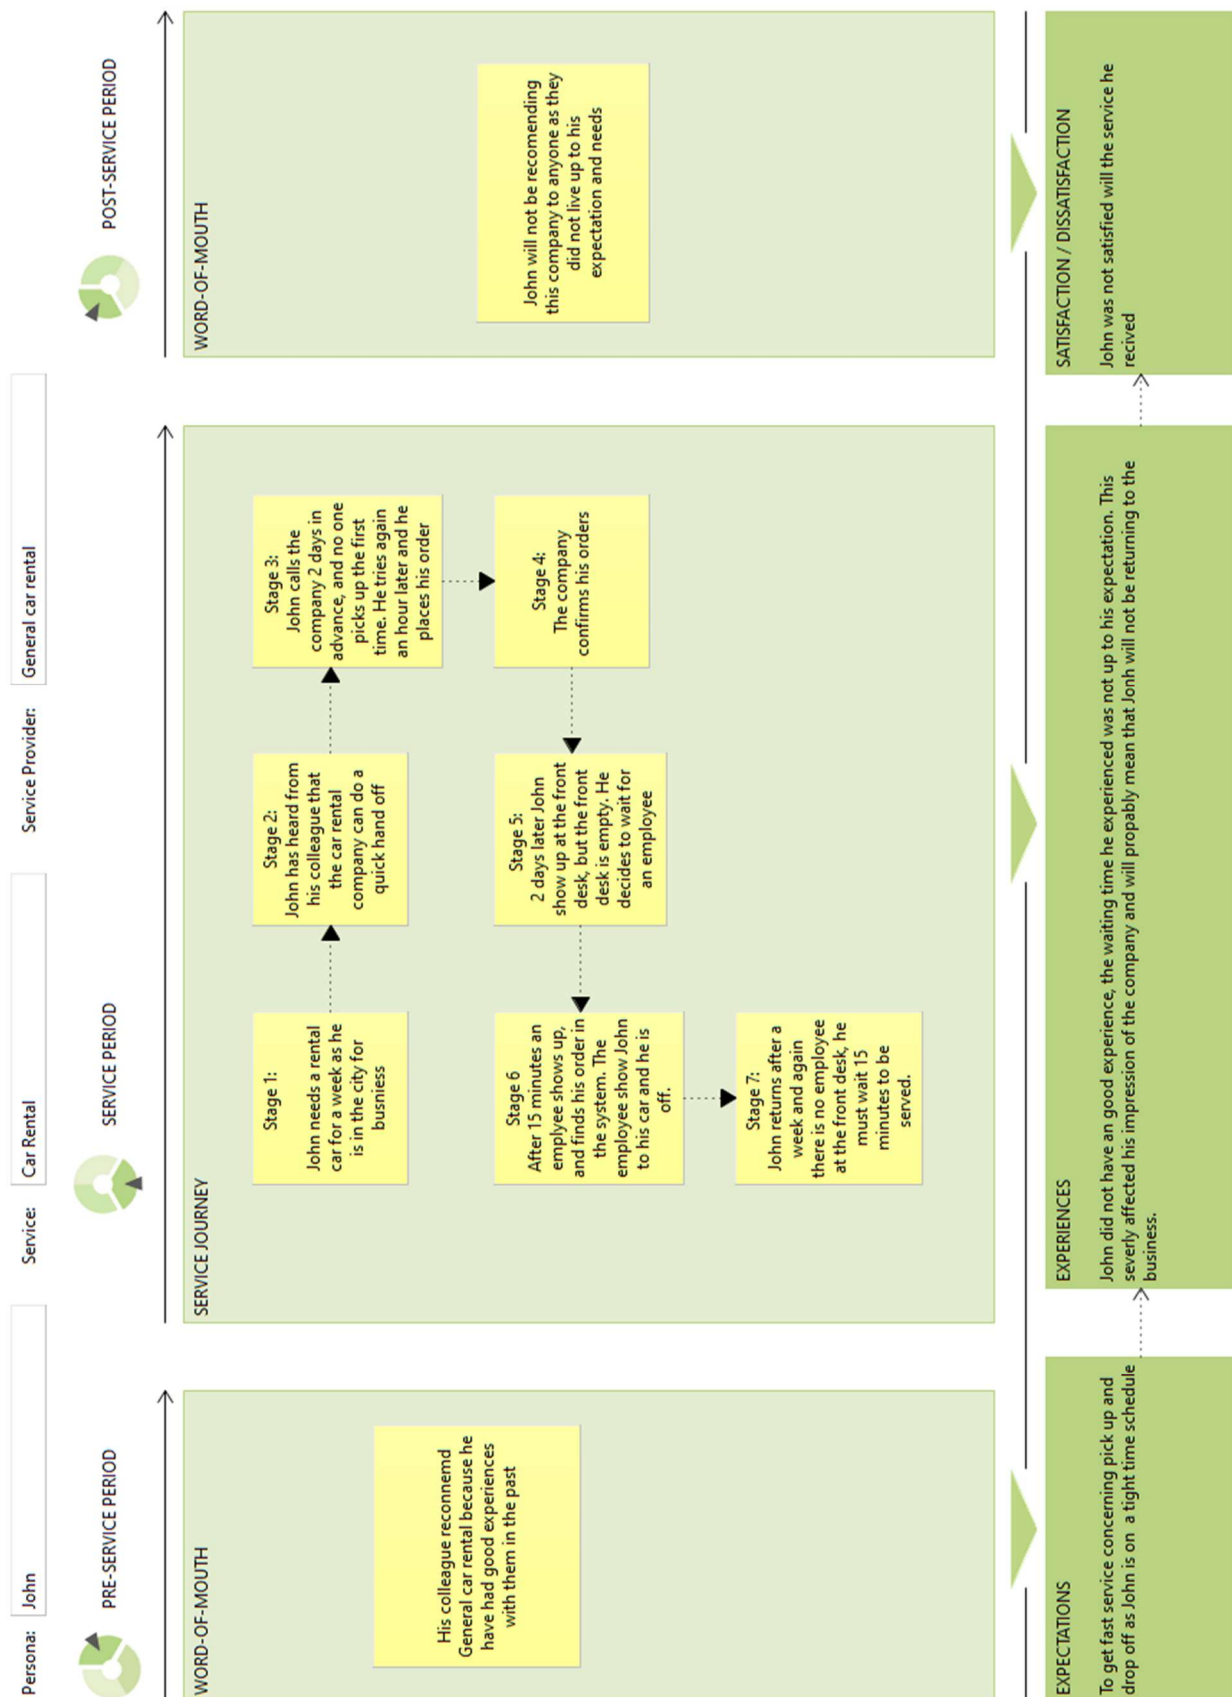 Persona:
John
Service:
Car Rental
Service Provider:
General car rental
PRE-SERVICE PERIOD
SERVICE PERIOD
POST-SERVICE PERIOD
WORD-OF-MOUTH
His colleague reconnemd
General car rental because he
have had good experiences
with them in the past
SERVICE JOURNEY
Stage 1:
John needs a rental
car for a week as he
is in the city for
busniess
Stage 2:
John has heard from
his colleague that
the car rental
company can do a
quick hand off
Stage 3:
John calls the
company 2 days in
advance, and no one
picks up the first
time. He tries again
an hour later and he
places his order
Stage 4:
The company
confirms his orders
Stage 5:
2 days later John
show up at the front
desk, but the front
desk is empty. He
decides to wait for
an employee
Stage 6
After 15 minutes an
emplyee shows up,
and finds his order in
the system. The
employee show John
to his car and he is
off.
Stage 7:
John returns after a
week and again
there is no employee
at the front desk, he
must wait 15
minutes to be
served.
WORD-OF-MOUTH
John will not be recomending
this company to anyone as they
did not live up to his
expectation and needs
EXPECTATIONS
To get fast service concerning pick up and
drop off as John is on a tight time schedule
EXPERIENCES
John did not have an good experience, the waiting time he experienced was not up to his expectation. This
severly affected his impression of the company and will propably mean that Jonh will not be returning to the
business.
SATISFACTION / DISSATISFACTION
John was not satisfied will the service he
recived